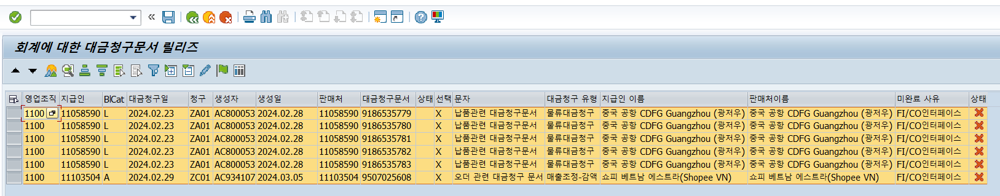 회계에 대한 대금청구문서 릴리즈
영업조직 지급인 BlCat 대금청구일 청구 생성자 생성일 판매처 대금청구문서 상태 선택 문자 대금청구 유형 지급인 이름 판매처이름 미완료 사유 상태
1100 11058590 L 2024.02.23 ZA01 AC800053 2024.02.28 11058590 9186535779 X 납품관련 대금청구문서 물류대금청구 중국 공항 CDFG Guangzhou (광저우) 중국 공항 CDFG Guangzhou (광저우) FI/CO인터페이스
1100 11058590 L 2024.02.23 ZA01 AC800053 2024.02.28 11058590 9186535780 X 납품관련 대금청구문서 물류대금청구 중국 공항 CDFG Guangzhou (광저우) 중국 공항 CDFG Guangzhou (광저우) FI/CO인터페이스
1100 11058590 L 2024.02.23 ZA01 AC800053 2024.02.28 11058590 9186535781 X 납품관련 대금청구문서 물류대금청구 중국 공항 CDFG Guangzhou (광저우) 중국 공항 CDFG Guangzhou (광저우) FI/CO인터페이스
1100 11058590 L 2024.02.23 ZA01 AC800053 2024.02.28 11058590 9186535782 X 납품관련 대금청구문서 물류대금청구 중국 공항 CDFG Guangzhou (광저우) 중국 공항 CDFG Guangzhou (광저우) FI/CO인터페이스
1100 11058590 L 2024.02.23 ZA01 AC800053 2024.02.28 11058590 9186535783 X 납품관련 대금청구문서 물류대금청구 중국 공항 CDFG Guangzhou (광저우) 중국 공항 CDFG Guangzhou (광저우) FI/CO인터페이스
1100 11103504 A 2024.02.29 ZC01 AC934107 2024.03.05 11103504 9507025608 X 오더 관련 대금청구 문서 매출조정-감액 쇼피 베트남 에스트라(Shopee VN) 쇼피 베트남 에스트라(Shopee VN) FI/CO인터페이스